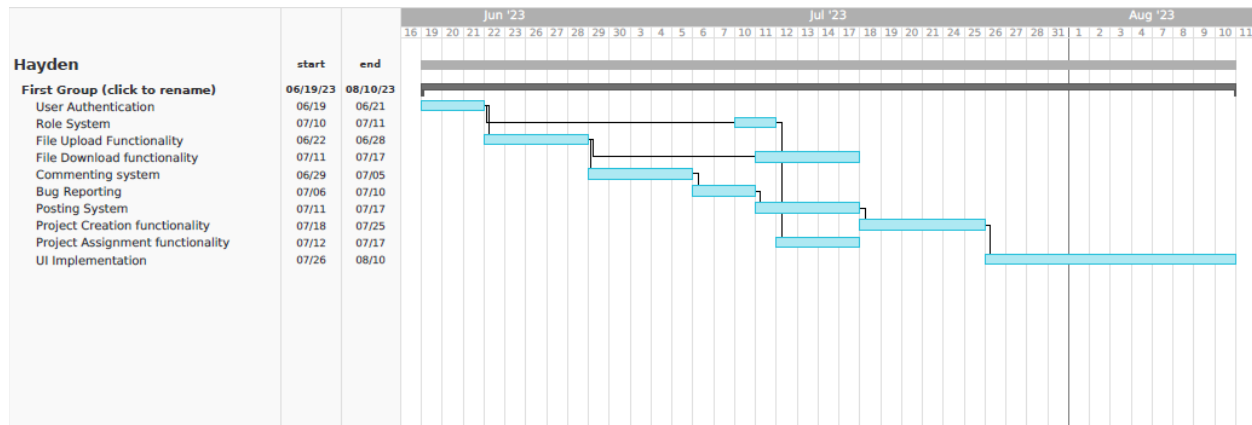 Jun '23 Jul '23 Aug '23
16 19 20 21 22 23 26 27 28 29 30 3 4 5 6 7 10 11 12 13 14 17 18 19 20 21 24 25 26 27 28 31 1 2 3 4 7 8 9 10 11
Hayden start end
First Group (click to rename) 06/19/23 08/10/23
User Authentication 06/19 06/21
Role System 07/10 07/11
File Upload Functionality 06/22 06/28
File Download functionality 07/11 07/17
Commenting system 06/29 07/05
Bug Reporting 07/06 07/10
Posting System 07/11 07/17
Project Creation functionality 07/18 07/25
Project Assignment functionality 07/12 07/17
UI Implementation 07/26 08/10